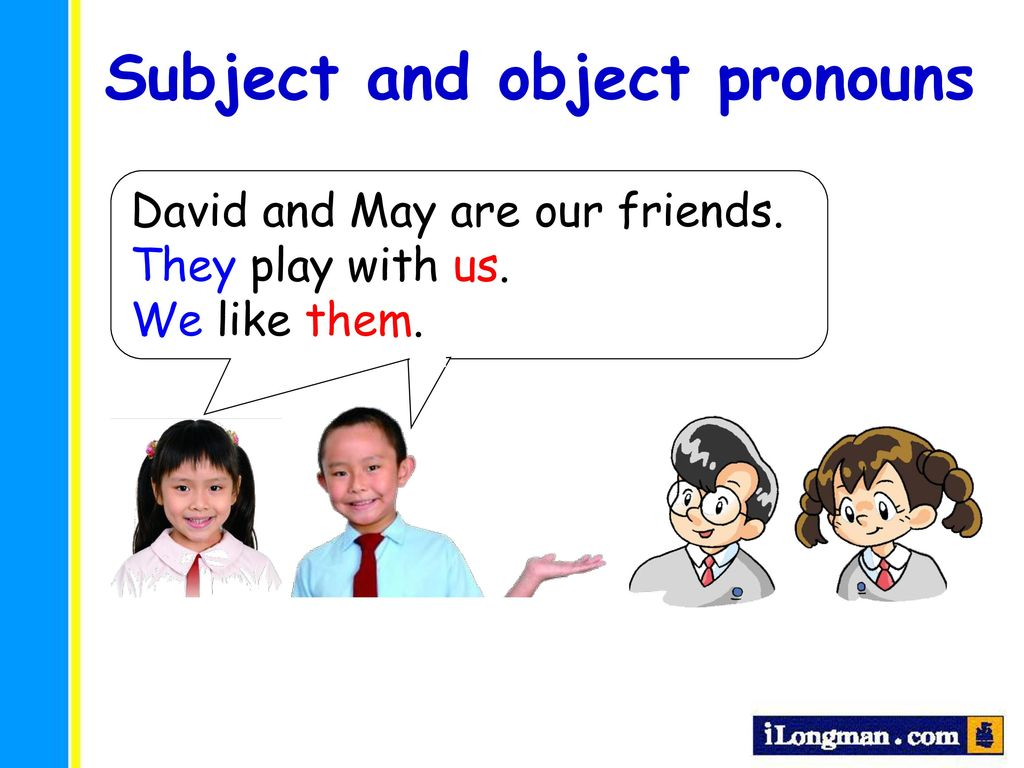 Subject and object pronouns
David and May are our friends.
They play with us.
We like them.
iLongman.com